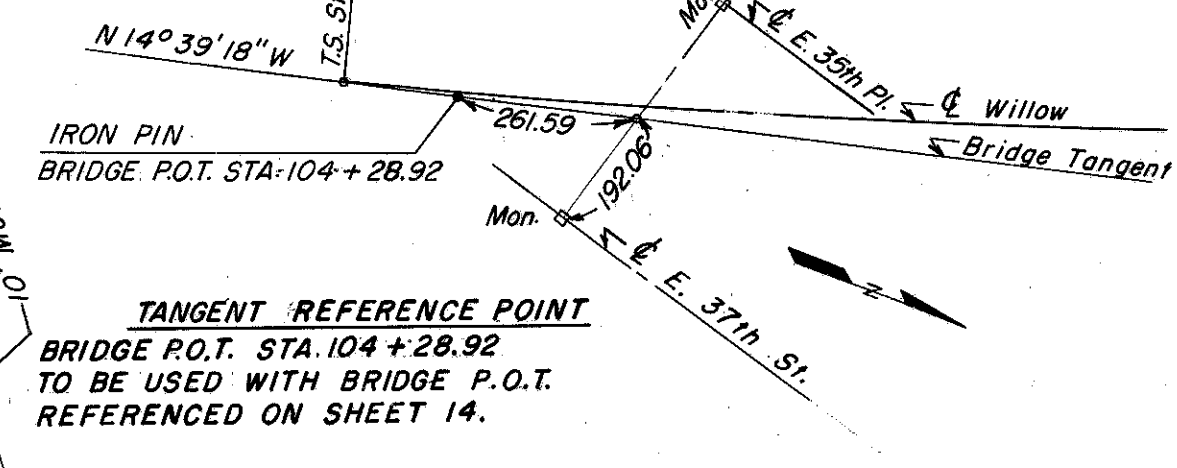 N 14° 39' 18" W
T.S.
Mo
℄ E. 35th Pl.
℄ Willow
261.59
IRON PIN
BRIDGE P.O.T. STA. 104 + 28.92
Bridge Tangent
192.06
Mon.
℄ E. 37th St.
Z
TANGENT REFERENCE POINT
BRIDGE P.O.T. STA. 104 + 28.92
TO BE USED WITH BRIDGE P.O.T.
REFERENCED ON SHEET 14.